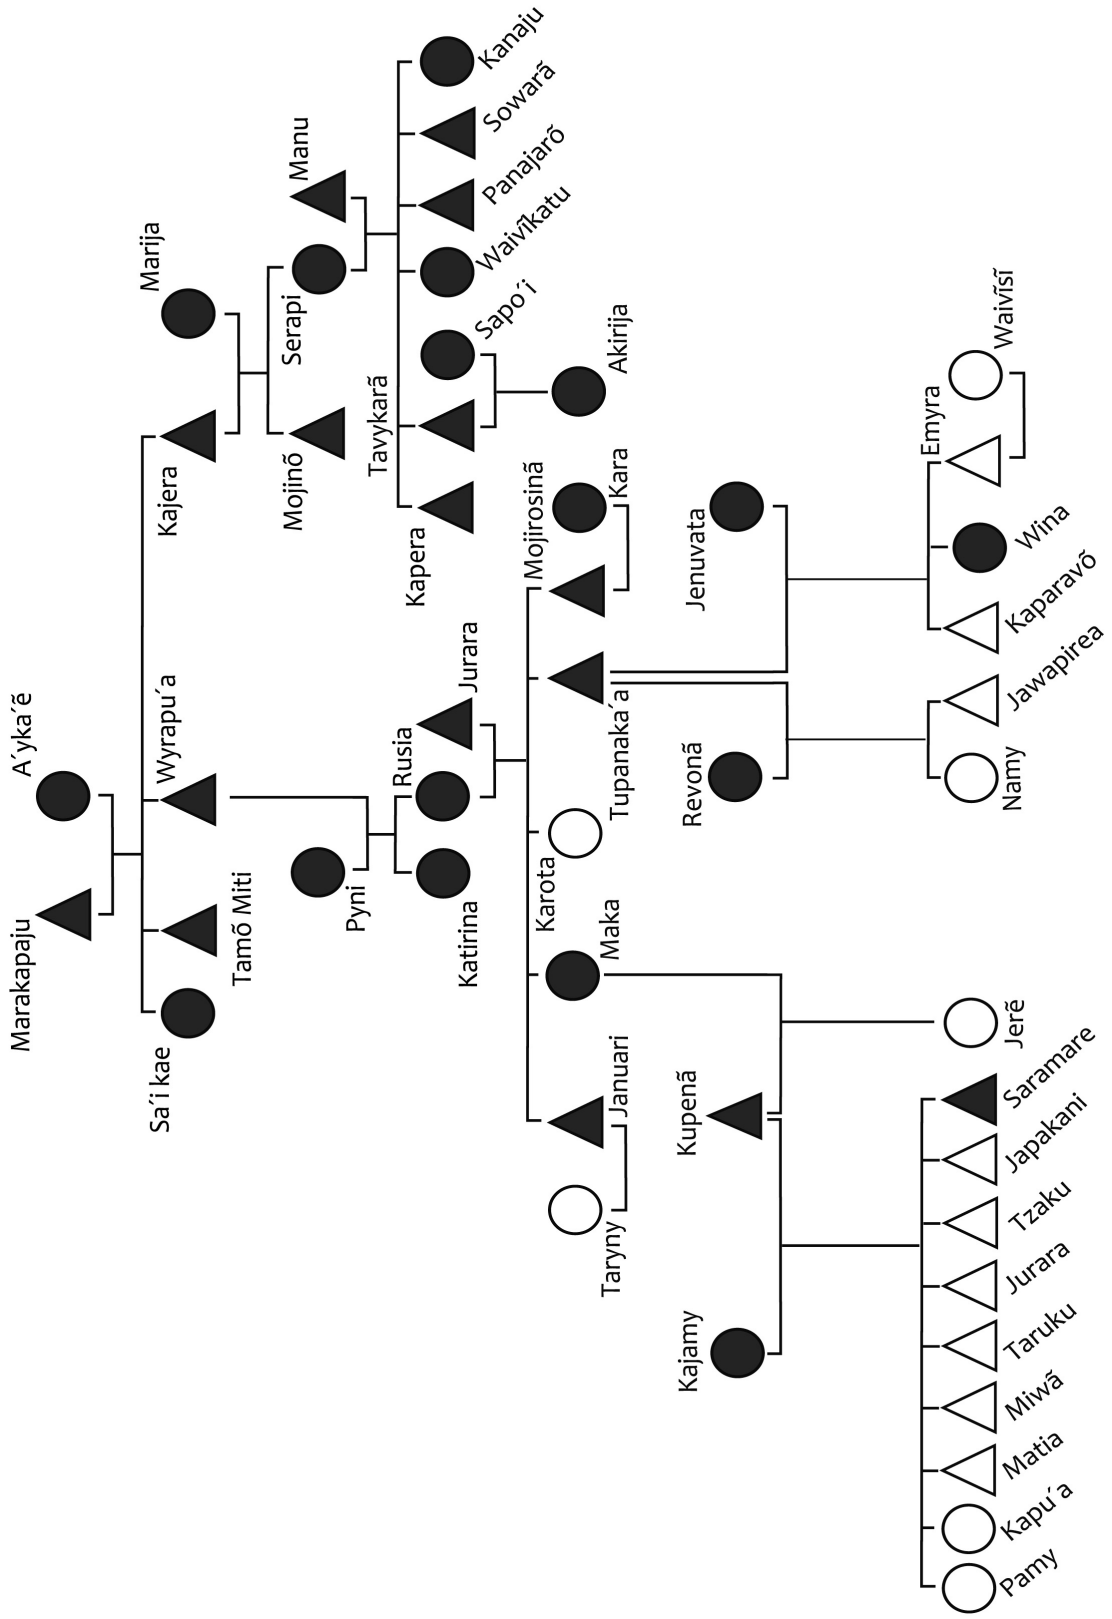 Marakapaju
A´yka´ẽ
Sa´i kae
Tamõ Miti
Wyrapu´a
Kajera
Marija
Pyni
Mojinõ
Serapi
Manu
Katirina
Rusia
Jurara
Kapera
Tavykarã
Sapo´i
Waivĩkatu
Panajarõ
Sowarã
Kanaju
Taryny
Januari
Maka
Karota
Tupanaka´a
Mojirosinã
Kara
Akirija
Kajamy
Kupenã
Revonã
Jenuvata
Pamy
Kapu´a
Matia
Miwã
Taruku
Jurara
Tzaku
Japakani
Saramare
Jerẽ
Namy
Jawapirea
Kaparavõ
Wina
Emyra
Waivĩsĩ